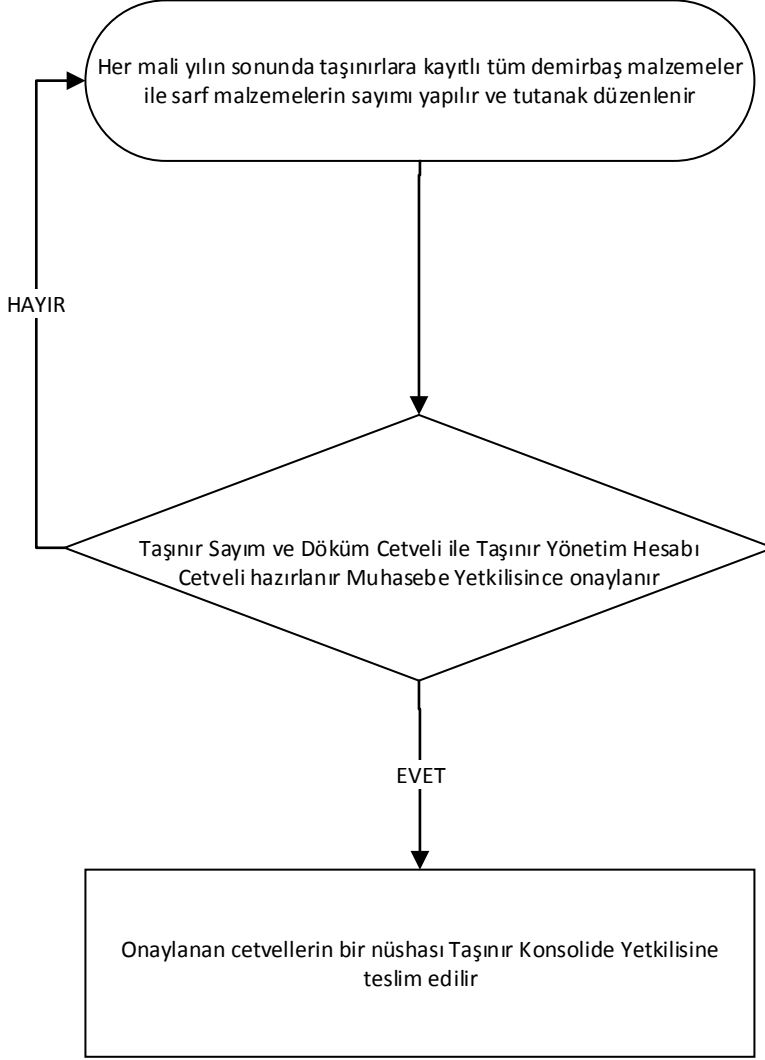 Her mali yılın sonunda taşınırlara kayıtlı tüm demirbaş malzemeler
ile sarf malzemelerin sayımı yapılır ve tutanak düzenlenir
HAYIR
Taşınır Sayım ve Döküm Cetveli ile Taşınır Yönetim Hesabı
Cetveli hazırlanır Muhasebe Yetkilisince onaylanır
EVET
Onaylanan cetvellerin bir nüshası Taşınır Konsolide Yetkilisine
teslim edilir